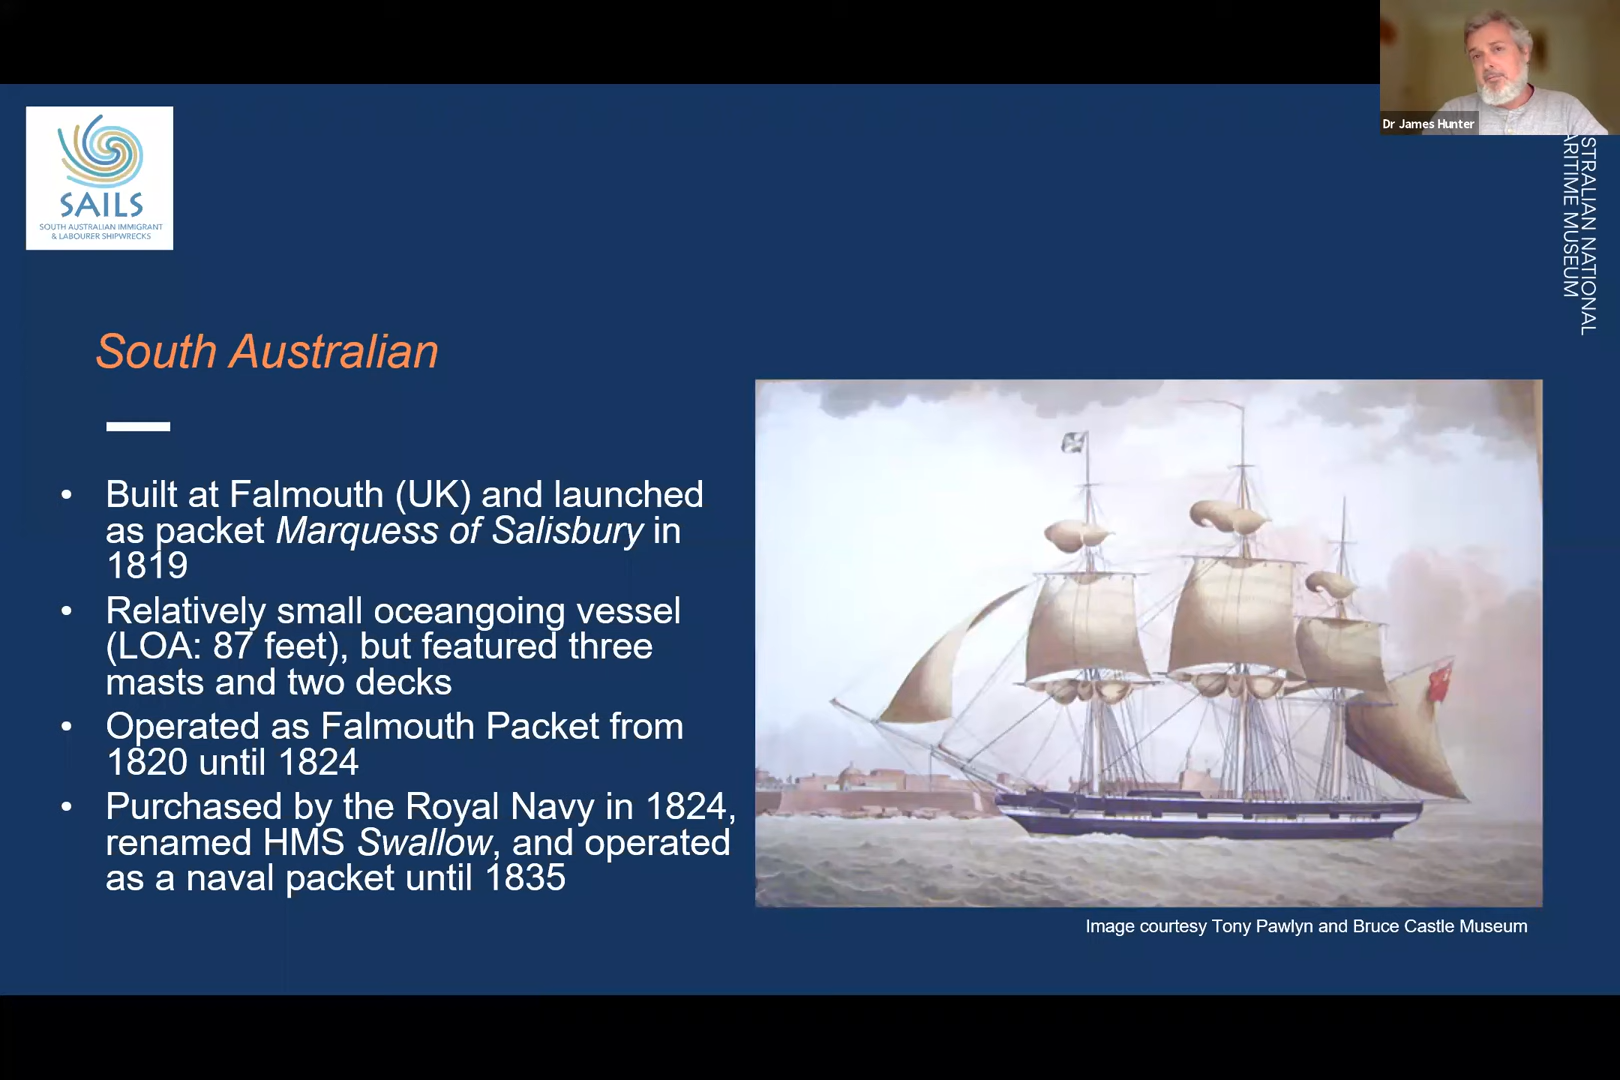 Dr James Hunter
SAILS
SOUTH AUSTRALIAN IMMIGRANT
& LABOURER SHIPWRECKS
STRALIAN NATIONAL
ARITIME MUSEUM
South Australian
• Built at Falmouth (UK) and launched
as packet Marquess of Salisbury in
1819
• Relatively small oceangoing vessel
(LOA: 87 feet), but featured three
masts and two decks
• Operated as Falmouth Packet from
1820 until 1824
• Purchased by the Royal Navy in 1824,
renamed HMS Swallow, and operated
as a naval packet until 1835
Image courtesy Tony Pawlyn and Bruce Castle Museum